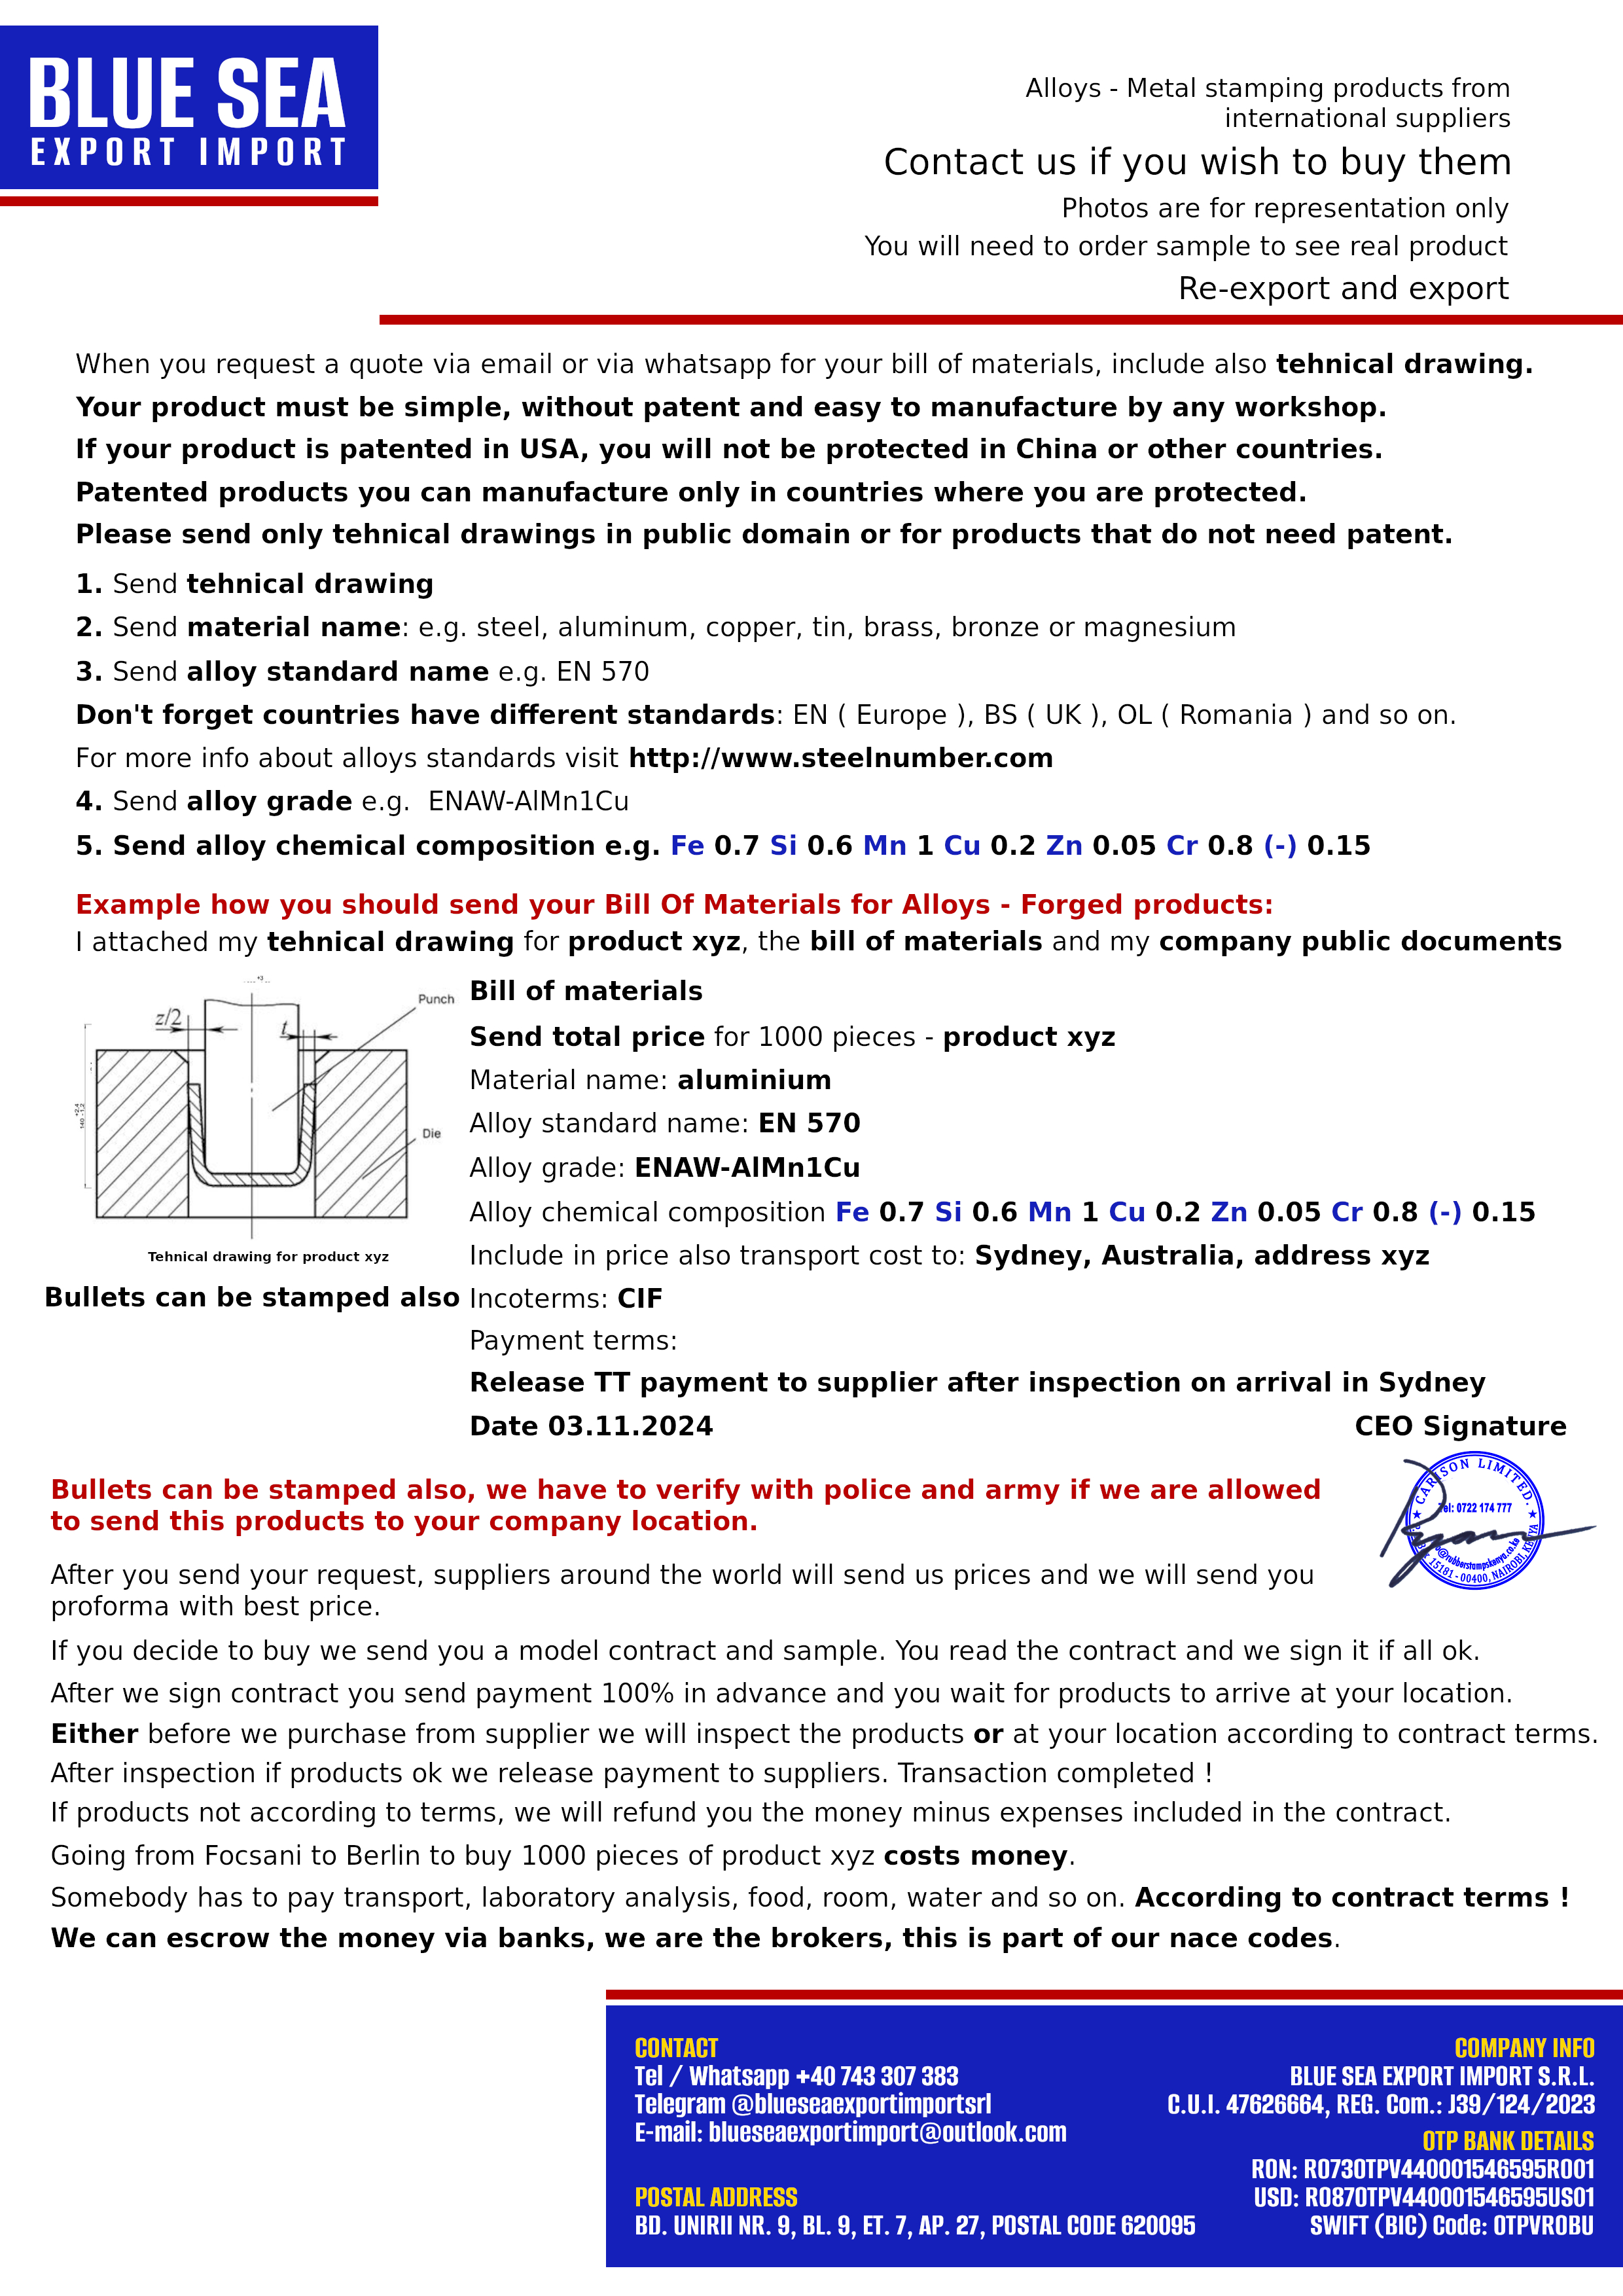 BLUE SEA
EXPORT IMPORT
Alloys - Metal stamping products from
international suppliers
Contact us if you wish to buy them
Photos are for representation only
You will need to order sample to see real product
Re-export and export
When you request a quote via email or via whatsapp for your bill of materials, include also tehnical drawing.
Your product must be simple, without patent and easy to manufacture by any workshop.
If your product is patented in USA, you will not be protected in China or other countries.
Patented products you can manufacture only in countries where you are protected.
Please send only tehnical drawings in public domain or for products that do not need patent.
1. Send tehnical drawing
2. Send material name: e.g. steel, aluminum, copper, tin, brass, bronze or magnesium
3. Send alloy standard name e.g. EN 570
Don't forget countries have different standards: EN ( Europe ), BS ( UK ), OL ( Romania ) and so on.
For more info about alloys standards visit http://www.steelnumber.com
4. Send alloy grade e.g.  ENAW-AlMn1Cu
5. Send alloy chemical composition e.g. Fe 0.7 Si 0.6 Mn 1 Cu 0.2 Zn 0.05 Cr 0.8 (-) 0.15
Example how you should send your Bill Of Materials for Alloys - Forged products:
I attached my tehnical drawing for product xyz, the bill of materials and my company public documents
z/2
t
Punch
Die
Tehnical drawing for product xyz
Bullets can be stamped also
Bill of materials
Send total price for 1000 pieces - product xyz
Material name: aluminium
Alloy standard name: EN 570
Alloy grade: ENAW-AlMn1Cu
Alloy chemical composition Fe 0.7 Si 0.6 Mn 1 Cu 0.2 Zn 0.05 Cr 0.8 (-) 0.15
Include in price also transport cost to: Sydney, Australia, address xyz
Incoterms: CIF
Payment terms:
Release TT payment to supplier after inspection on arrival in Sydney
Date 03.11.2024
CEO Signature
CARISON LIMITED.
Tel: 0722 174 777
15181 - 00400, NAIROBI, KENYA
Bullets can be stamped also, we have to verify with police and army if we are allowed
to send this products to your company location.
After you send your request, suppliers around the world will send us prices and we will send you
proforma with best price.
If you decide to buy we send you a model contract and sample. You read the contract and we sign it if all ok.
After we sign contract you send payment 100% in advance and you wait for products to arrive at your location.
Either before we purchase from supplier we will inspect the products or at your location according to contract terms.
After inspection if products ok we release payment to suppliers. Transaction completed !
If products not according to terms, we will refund you the money minus expenses included in the contract.
Going from Focsani to Berlin to buy 1000 pieces of product xyz costs money.
Somebody has to pay transport, laboratory analysis, food, room, water and so on. According to contract terms !
We can escrow the money via banks, we are the brokers, this is part of our nace codes.
CONTACT
Tel / Whatsapp +40 743 307 383
Telegram @blueseaexportimportsrl
E-mail: blueseaexportimport@outlook.com
POSTAL ADDRESS
BD. UNIRII NR. 9, BL. 9, ET. 7, AP. 27, POSTAL CODE 620095
COMPANY INFO
BLUE SEA EXPORT IMPORT S.R.L.
C.U.I. 47626664, REG. Com.: J39/124/2023
OTP BANK DETAILS
RON: RO73OTPV440001546595RO01
USD: RO87OTPV440001546595US01
SWIFT (BIC) Code: OTPVROBU